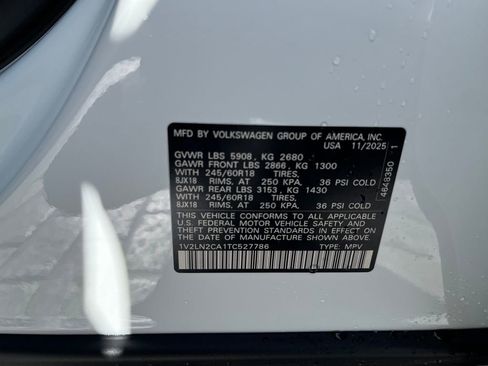 MFD BY VOLKSWAGEN GROUP OF AMERICA, INC.
USA 11/2025
GVWR LBS 5908, KG 2680
GAWR FRONT LBS 2866, KG 1300
WITH 245/60R18 TIRES,
8JX18 RIMS, AT 250 KPA, 36 PSI COLD
GAWR REAR LBS 3153, KG 1430
WITH 245/60R18 TIRES,
8JX18 RIMS, AT 250 KPA, 36 PSI COLD
THIS VEHICLE CONFORMS TO ALL APPLICABLE
U.S. FEDERAL MOTOR VEHICLE SAFETY AND
THEFT PREVENTION STANDARDS IN EFFECT ON THE
DATE OF MANUFACTURE SHOWN ABOVE.
1V2LN2CA1TC527786 TYPE: MPV
4648350 1